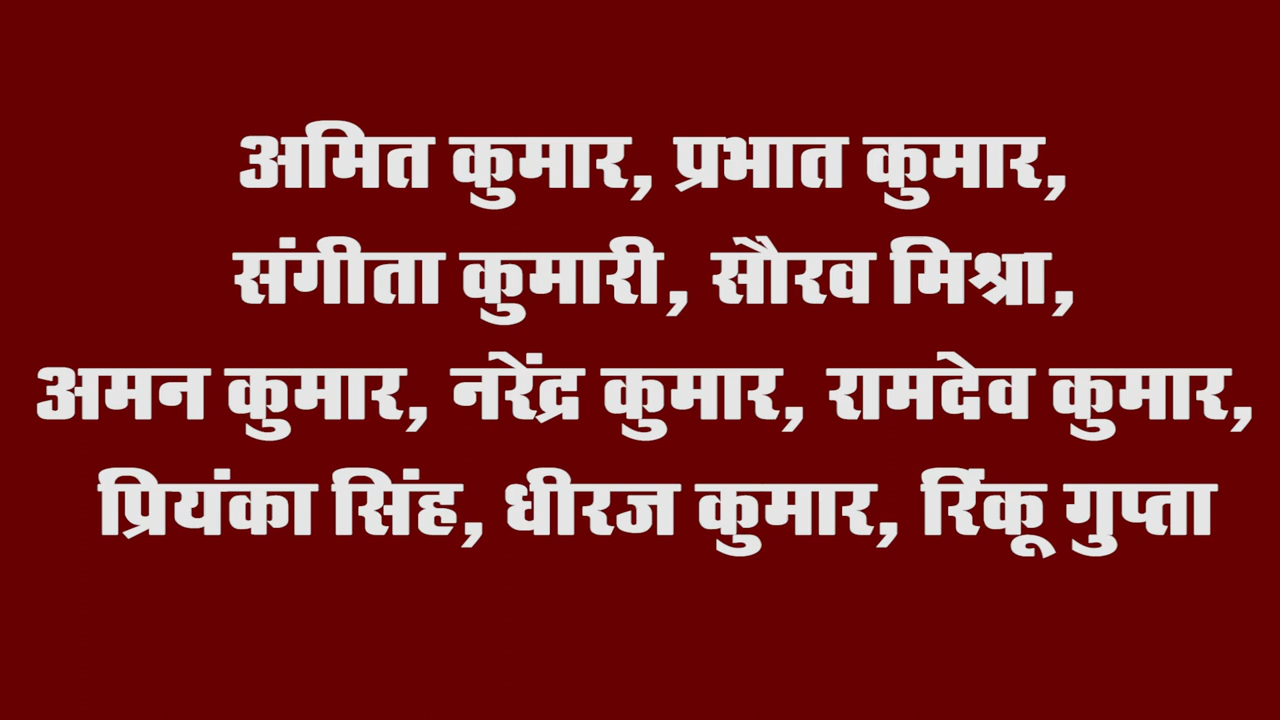 अमित कुमार, प्रभात कुमार,
संगीता कुमारी, सौरव मिश्रा,
अमन कुमार, नरेंद्र कुमार, रामदेव कुमार,
प्रियंका सिंह, धीरज कुमार, रिंकू गुप्ता